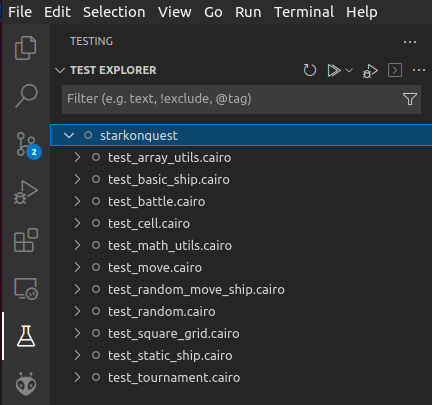 File Edit Selection View Go Run Terminal Help
TESTING
TEST EXPLORER
Filter (e.g. text, !exclude, @tag)
starkonquest
2
test_array_utils.cairo
test_basic_ship.cairo
test_battle.cairo
test_cell.cairo
test_math_utils.cairo
test_move.cairo
test_random_move_ship.cairo
test_random.cairo
test_square_grid.cairo
test_static_ship.cairo
test_tournament.cairo